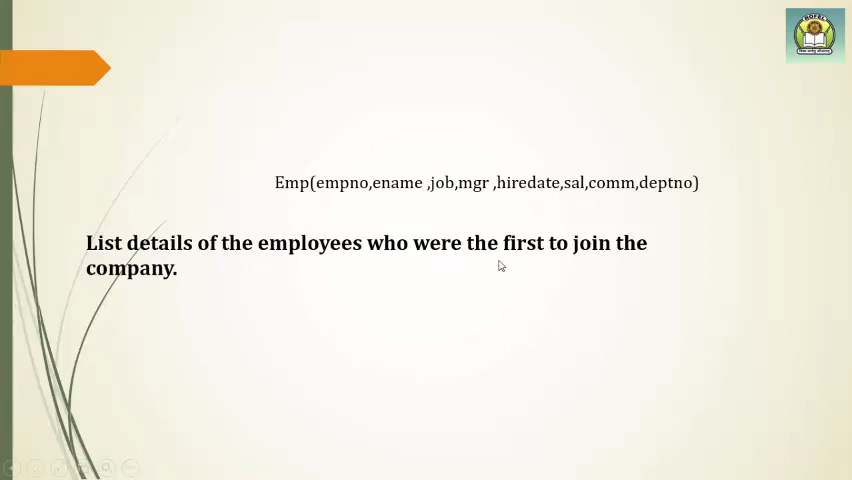 ROFEL
Emp(empno,ename ,job,mgr ,hiredate,sal,comm,deptno)
List details of the employees who were the first to join the
company.